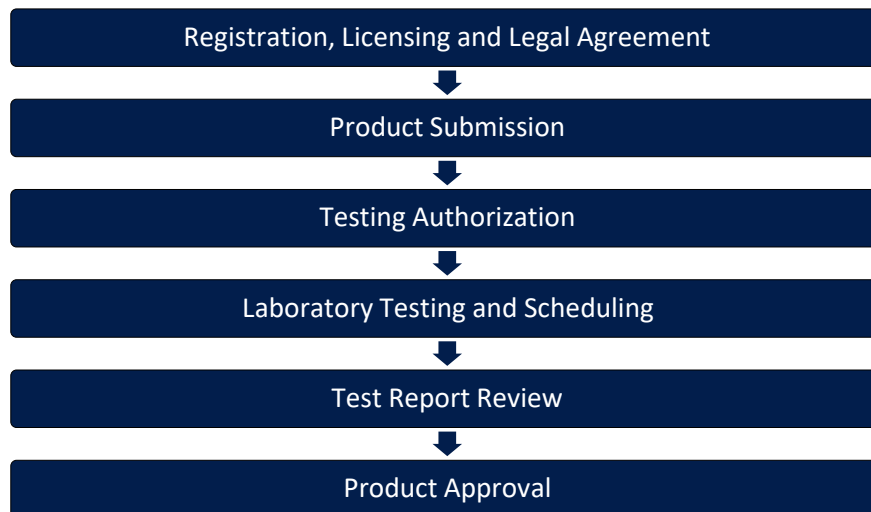 Registration, Licensing and Legal Agreement
Product Submission
Testing Authorization
Laboratory Testing and Scheduling
Test Report Review
Product Approval